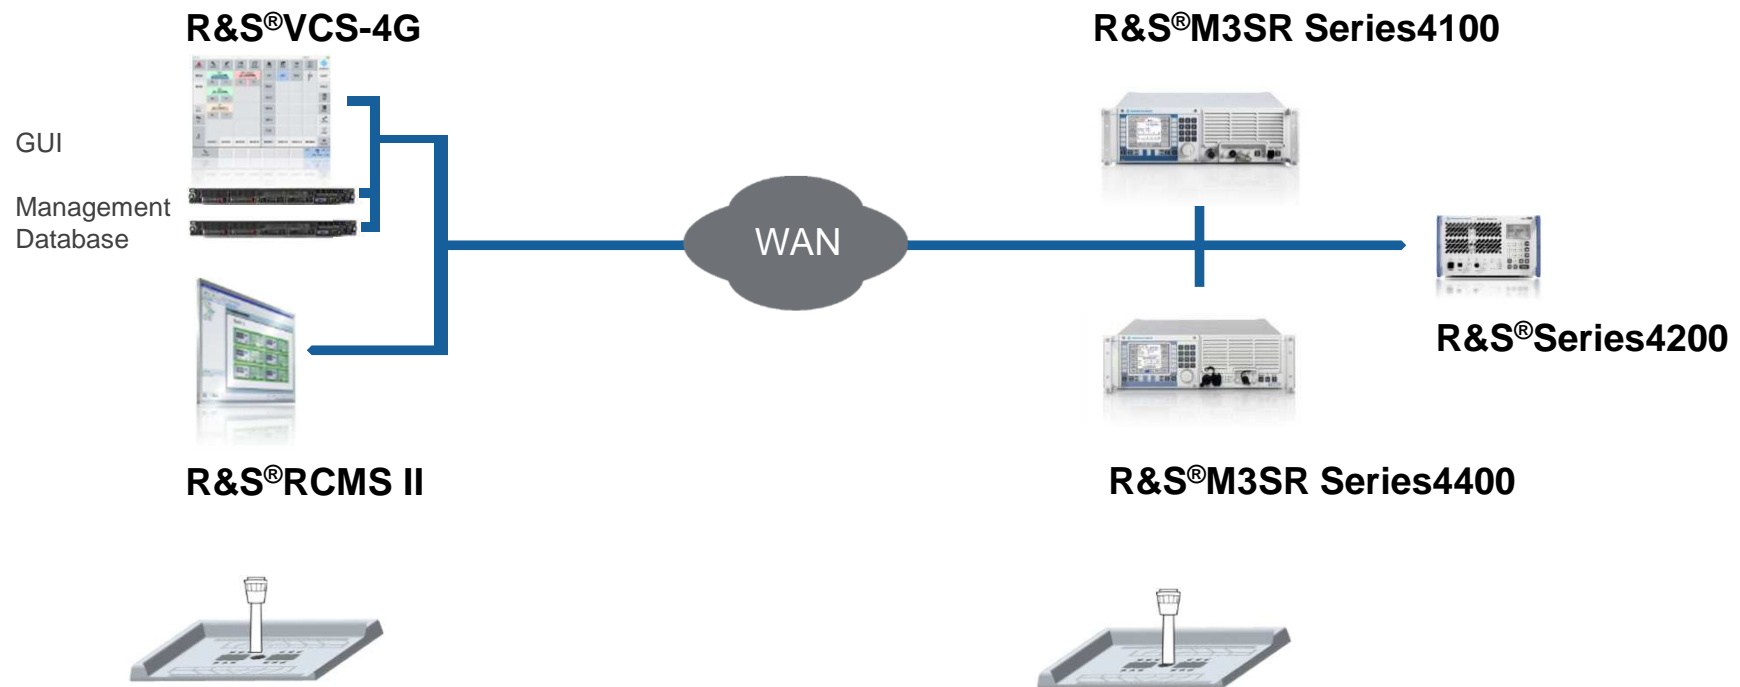 R&S®VCS-4G
R&S®M3SR Series4100
GUI
Management
Database
WAN
R&S®Series4200
R&S®RCMS II
R&S®M3SR Series4400